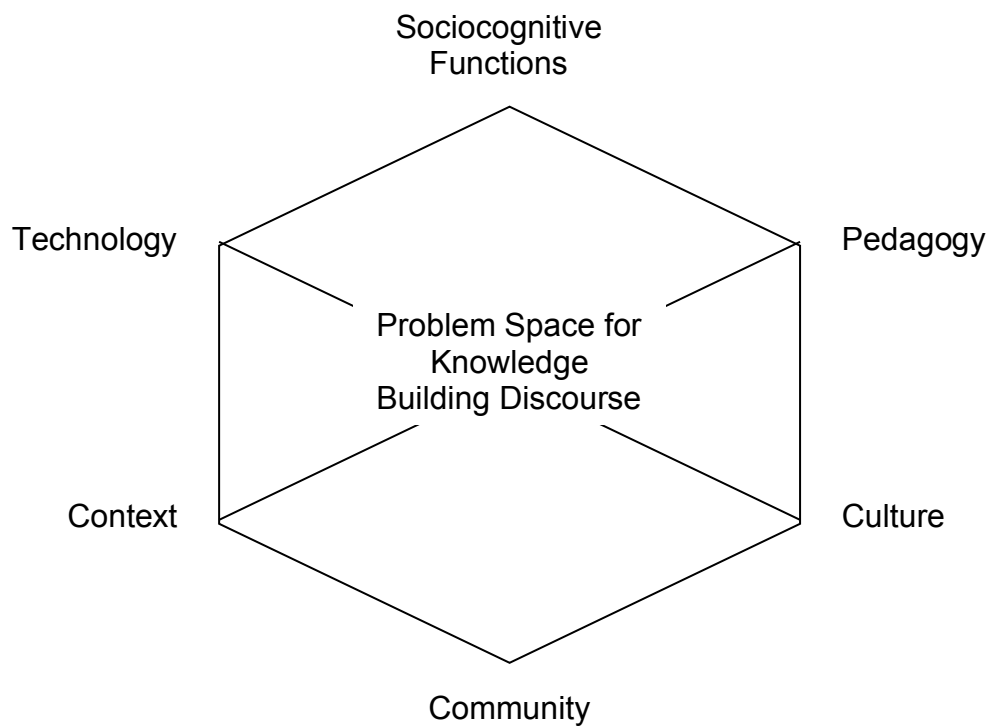 Sociocognitive
Functions
Technology
Pedagogy
Problem Space for
Knowledge
Building Discourse
Context
Culture
Community